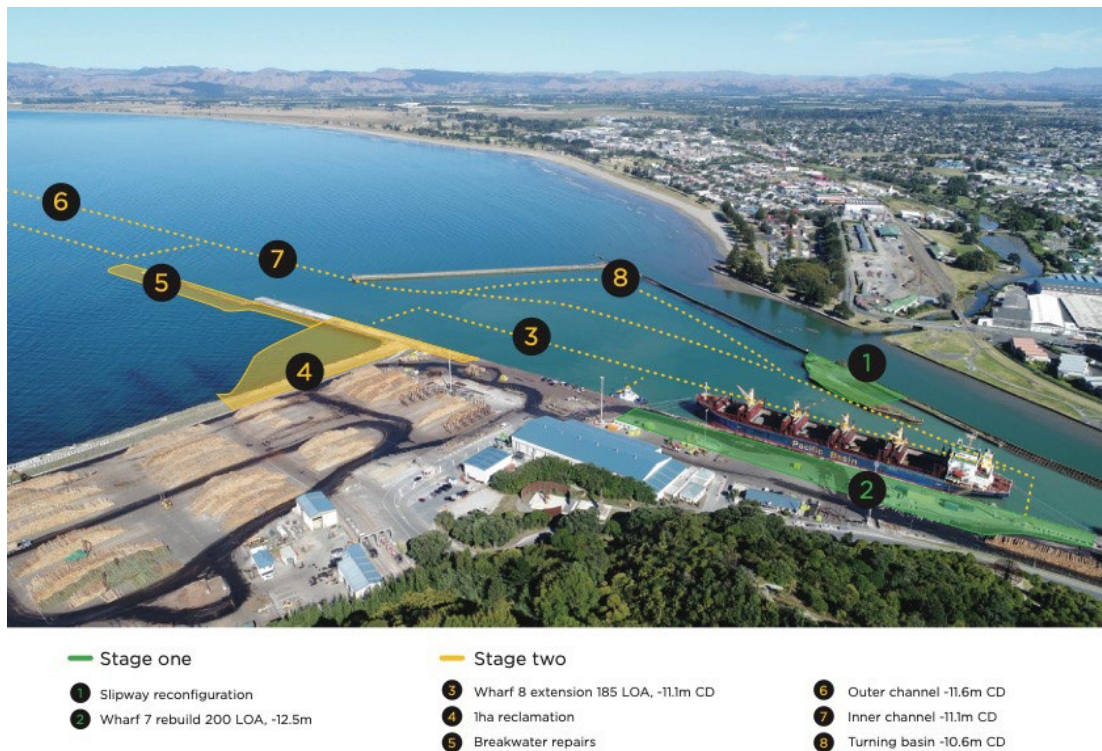 6
7
5
8
3
1
4
Pacific Basin
2
Stage one
1 Slipway reconfiguration
2 Wharf 7 rebuild 200 LOA, -12.5m
Stage two
3 Wharf 8 extension 185 LOA, -11.1m CD
4 1ha reclamation
5 Breakwater repairs
6 Outer channel -11.6m CD
7 Inner channel -11.1m CD
8 Turning basin -10.6m CD